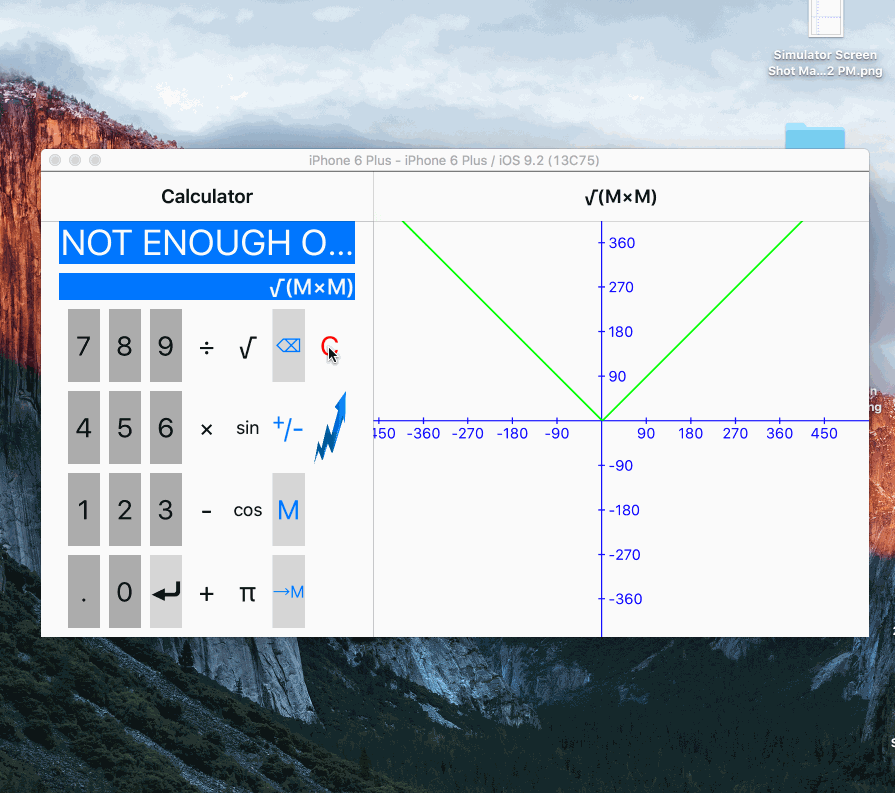 Simulator Screen
Shot Ma...2 PM.png
iPhone 6 Plus - iPhone 6 Plus / iOS 9.2 (13C75)
Calculator
√(M×M)
NOT ENOUGH O...
√(M×M)
7 8 9 ÷ √ ⌫ C
4 5 6 × sin +/-
1 2 3 - cos M
. 0 ↵ + π →M
360
270
180
90
450 -360 -270 -180 -90 90 180 270 360 450
-90
-180
-270
-360
ng